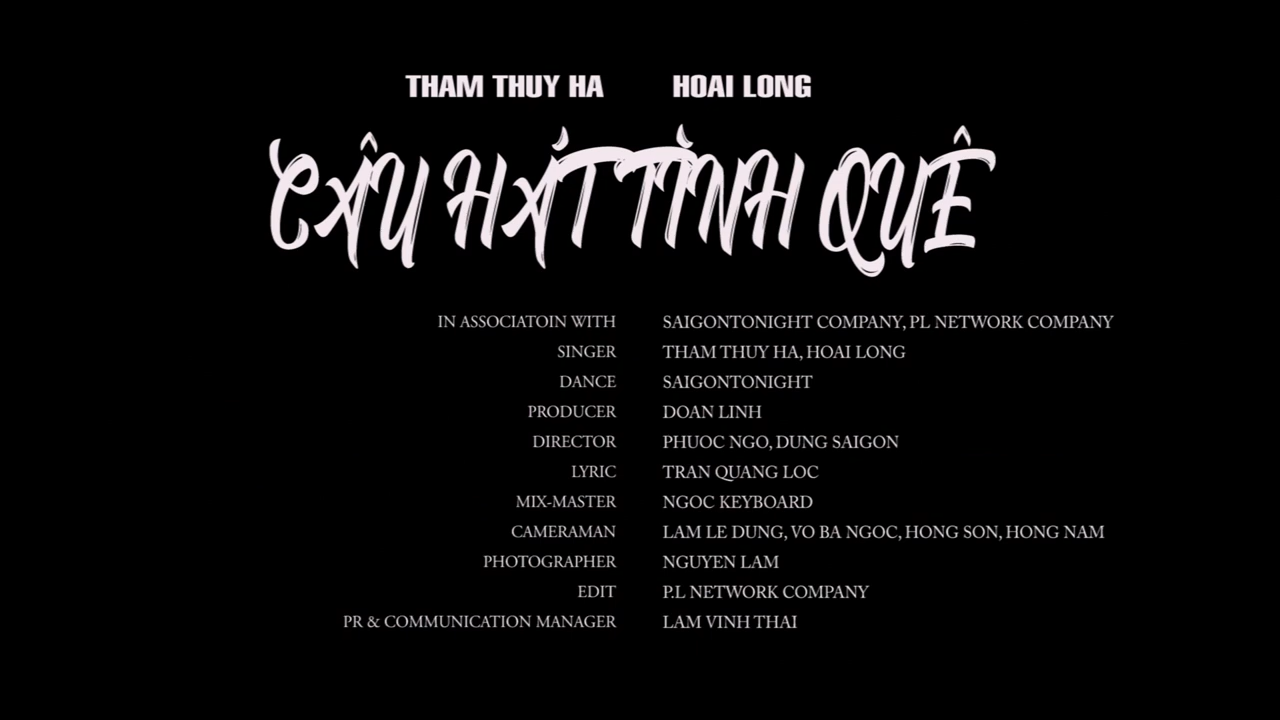 THAM THUY HA HOAI LONG
CÂU HÁT TÌNH QUÊ
IN ASSOCIATOIN WITH SAIGONTONIGHT COMPANY, PL NETWORK COMPANY
SINGER THAM THUY HA, HOAI LONG
DANCE SAIGONTONIGHT
PRODUCER DOAN LINH
DIRECTOR PHUOC NGO, DUNG SAIGON
LYRIC TRAN QUANG LOC
MIX-MASTER NGOC KEYBOARD
CAMERAMAN LAM LE DUNG, VO BA NGOC, HONG SON, HONG NAM
PHOTOGRAPHER NGUYEN LAM
EDIT P.L NETWORK COMPANY
PR & COMMUNICATION MANAGER LAM VINH THAI